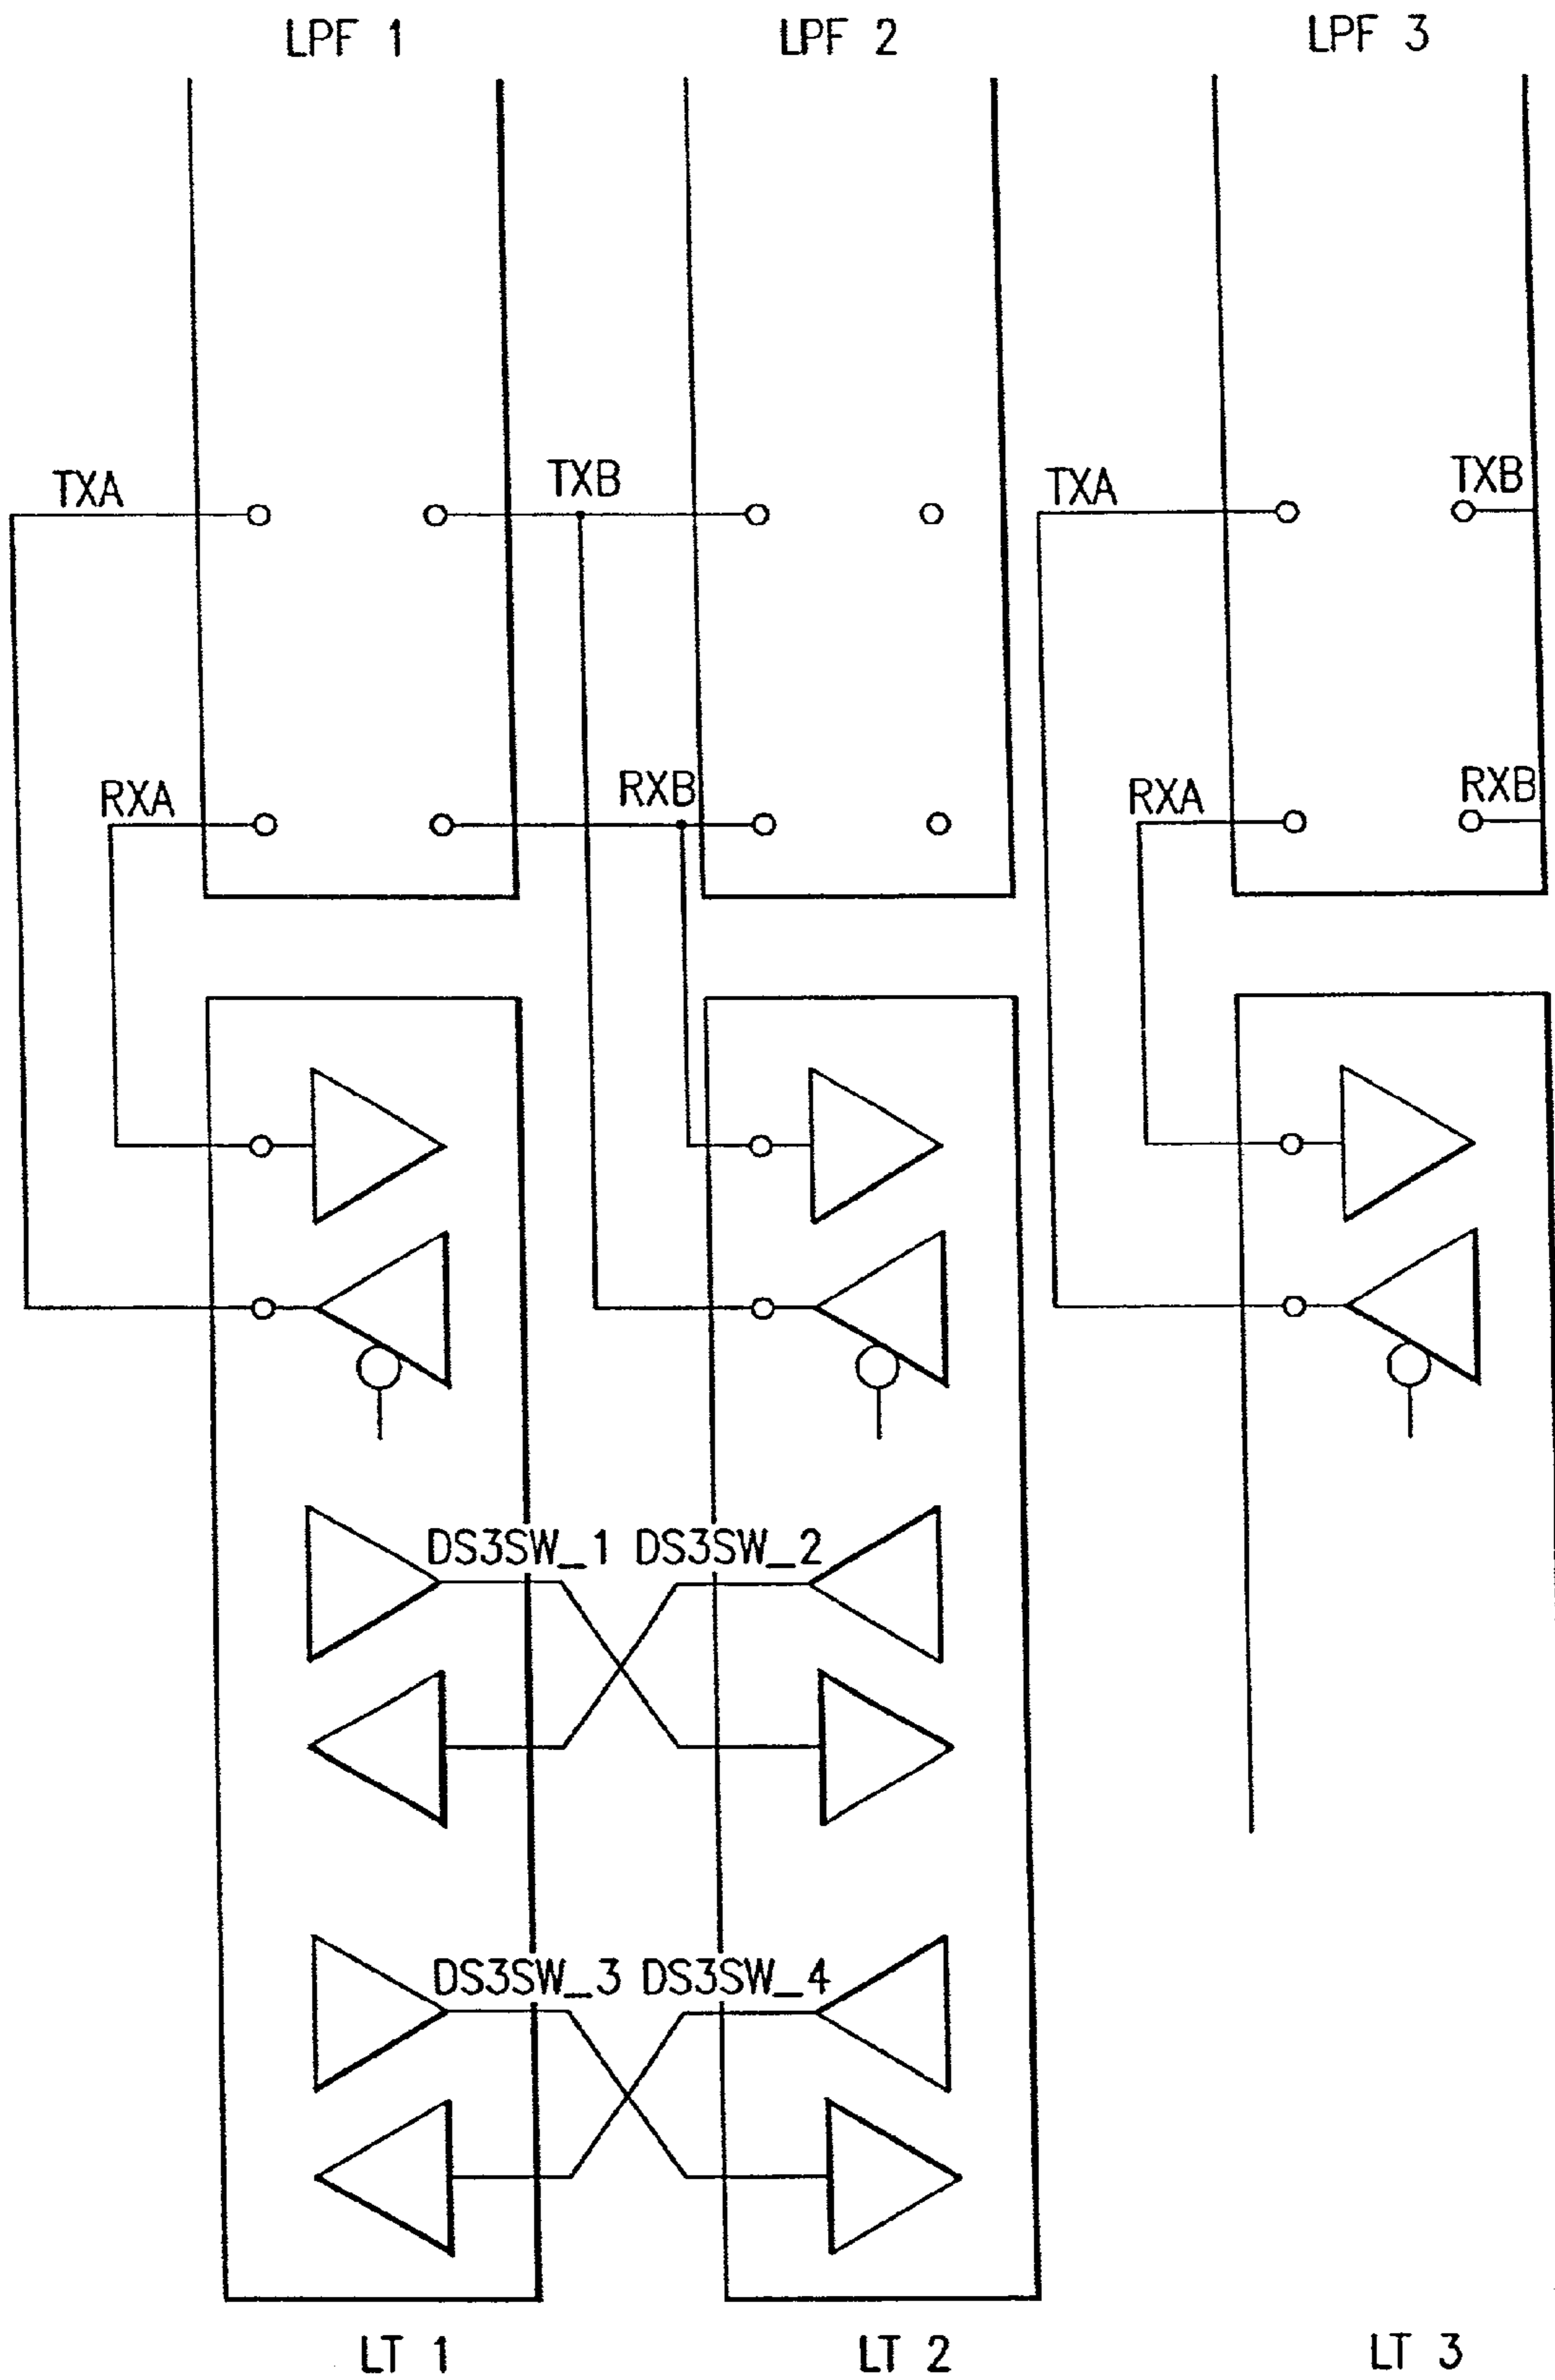 LPF 1
LPF 2
LPF 3
TXA
TXB
TXA
TXB
RXA
RXB
RXA
RXB
DS3SW_1
DS3SW_2
DS3SW_3
DS3SW_4
LT 1
LT 2
LT 3